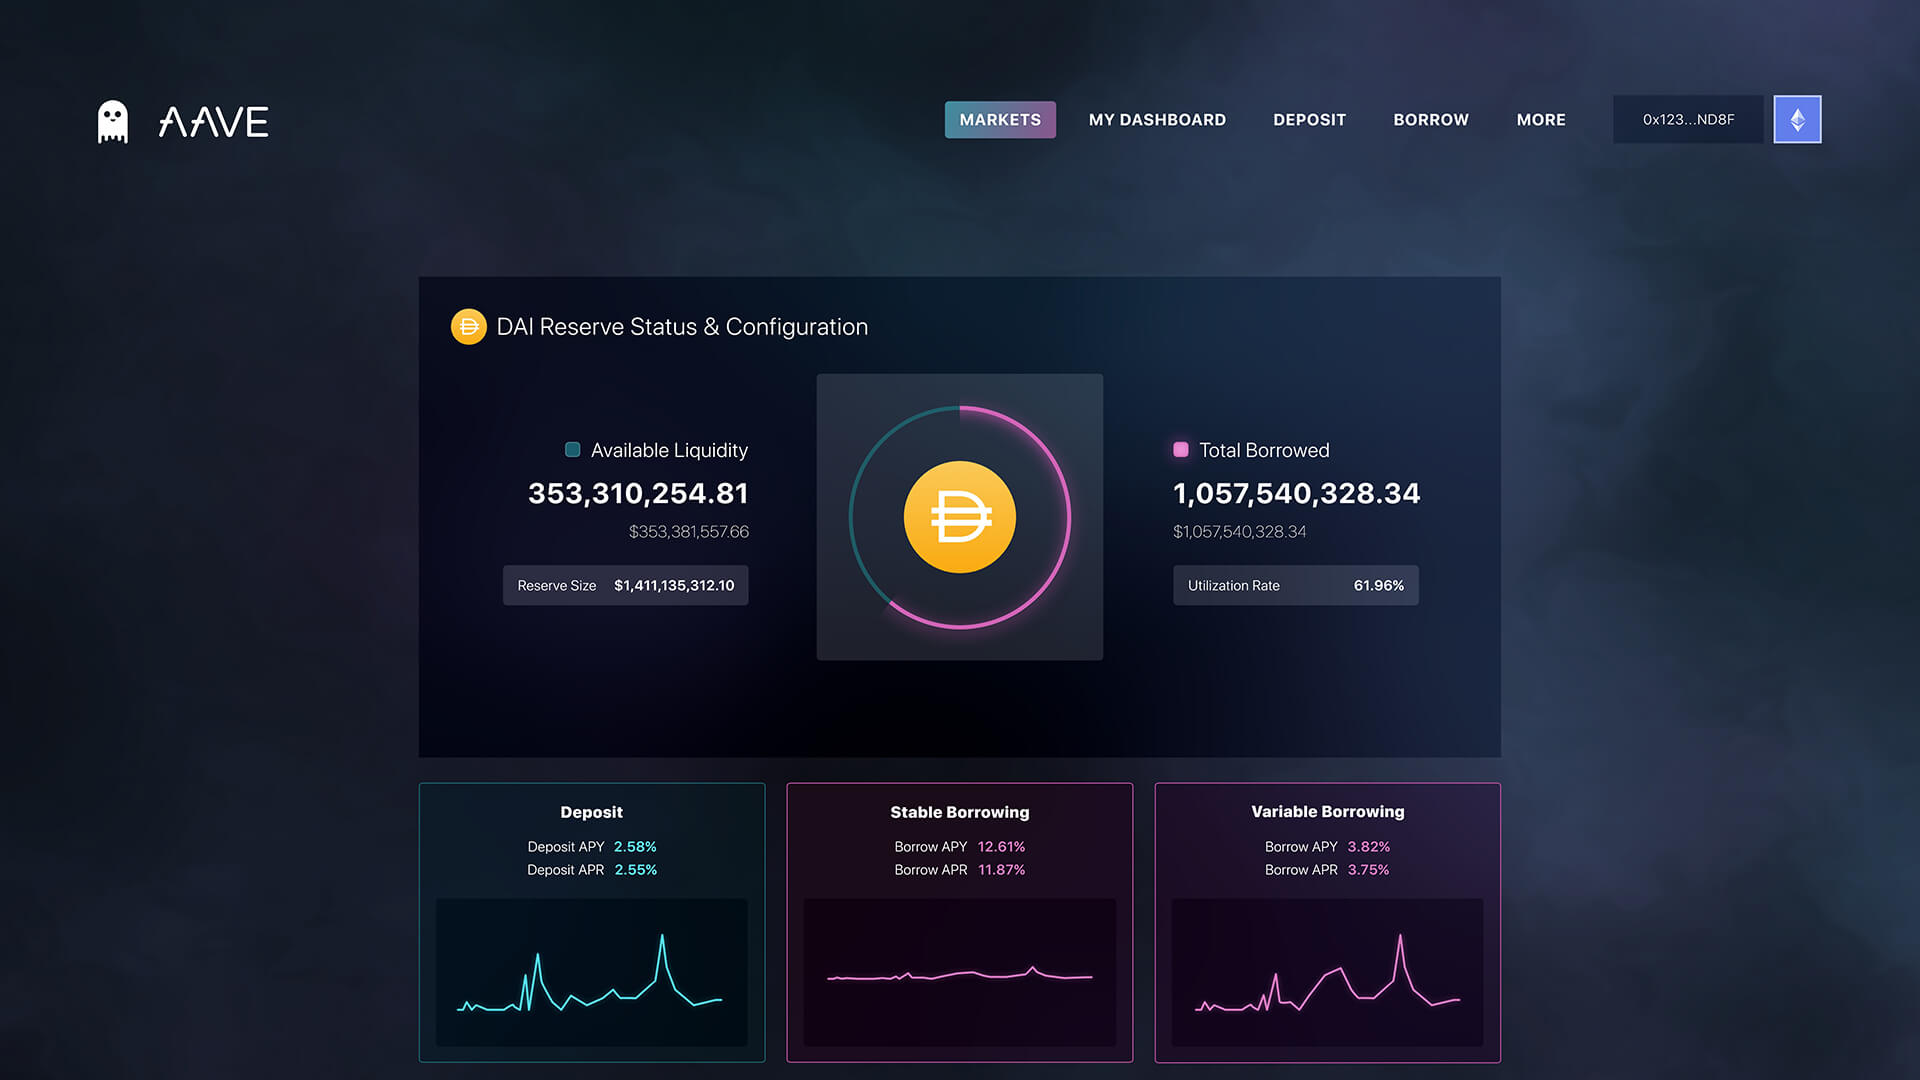 AAVE
MARKETS MY DASHBOARD DEPOSIT BORROW MORE 0x123...ND8F
DAI Reserve Status & Configuration
Available Liquidity
353,310,254.81
$353,381,557.66
Reserve Size $1,411,135,312.10
Total Borrowed
1,057,540,328.34
$1,057,540,328.34
Utilization Rate 61.96%
Deposit
Deposit APY 2.58%
Deposit APR 2.55%
Stable Borrowing
Borrow APY 12.61%
Borrow APR 11.87%
Variable Borrowing
Borrow APY 3.82%
Borrow APR 3.75%